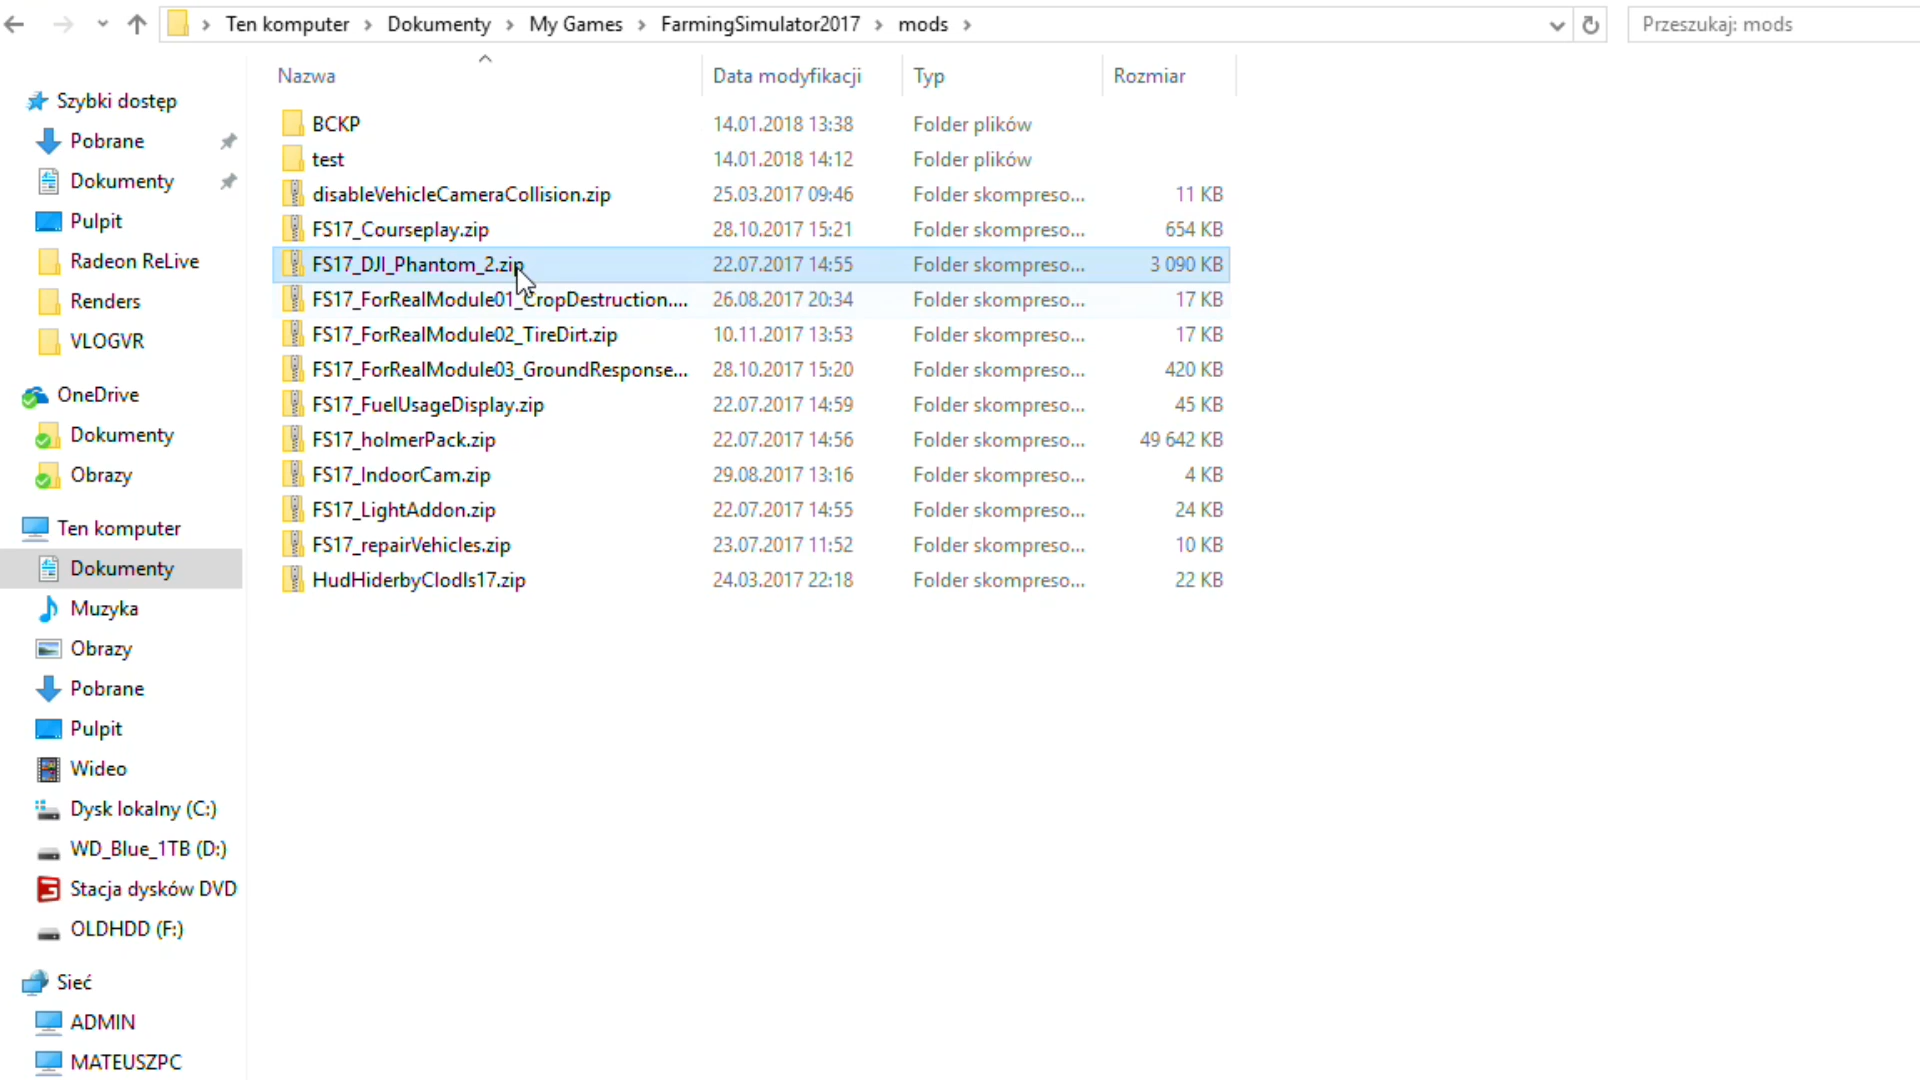 Ten komputer > Dokumenty > My Games > FarmingSimulator2017 > mods >
Przeszukaj: mods
Szybki dostęp
Pobrane
Dokumenty
Pulpit
Radeon ReLive
Renders
VLOGVR
OneDrive
Dokumenty
Obrazy
Ten komputer
Dokumenty
Muzyka
Obrazy
Pobrane
Pulpit
Wideo
Dysk lokalny (C:)
WD_Blue_1TB (D:)
Stacja dysków DVD
OLDHDD (F:)
Sieć
ADMIN
MATEUSZPC
Nazwa Data modyfikacji Typ Rozmiar
BCKP 14.01.2018 13:38 Folder plików
test 14.01.2018 14:12 Folder plików
disableVehicleCameraCollision.zip 25.03.2017 09:46 Folder skompreso... 11 KB
FS17_Courseplay.zip 28.10.2017 15:21 Folder skompreso... 654 KB
FS17_DJI_Phantom_2.zip 22.07.2017 14:55 Folder skompreso... 3 090 KB
FS17_ForRealModule01_CropDestruction.... 26.08.2017 20:34 Folder skompreso... 17 KB
FS17_ForRealModule02_TireDirt.zip 10.11.2017 13:53 Folder skompreso... 17 KB
FS17_ForRealModule03_GroundResponse... 28.10.2017 15:20 Folder skompreso... 420 KB
FS17_FuelUsageDisplay.zip 22.07.2017 14:59 Folder skompreso... 45 KB
FS17_holmerPack.zip 22.07.2017 14:56 Folder skompreso... 49 642 KB
FS17_IndoorCam.zip 29.08.2017 13:16 Folder skompreso... 4 KB
FS17_LightAddon.zip 22.07.2017 14:55 Folder skompreso... 24 KB
FS17_repairVehicles.zip 23.07.2017 11:52 Folder skompreso... 10 KB
HudHiderbyClodls17.zip 24.03.2017 22:18 Folder skompreso... 22 KB